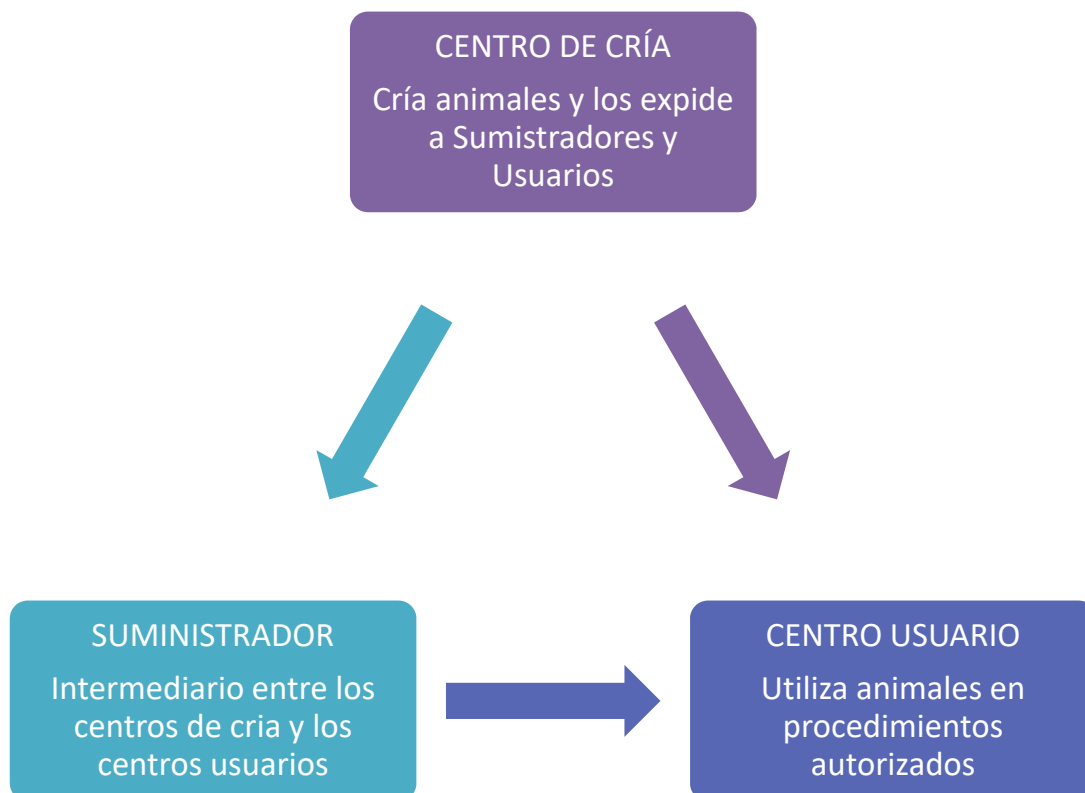 CENTRO DE CRÍA
Cría animales y los expide
a Sumistradores y
Usuarios
SUMINISTRADOR
Intermediario entre los
centros de cria y los
centros usuarios
CENTRO USUARIO
Utiliza animales en
procedimientos
autorizados